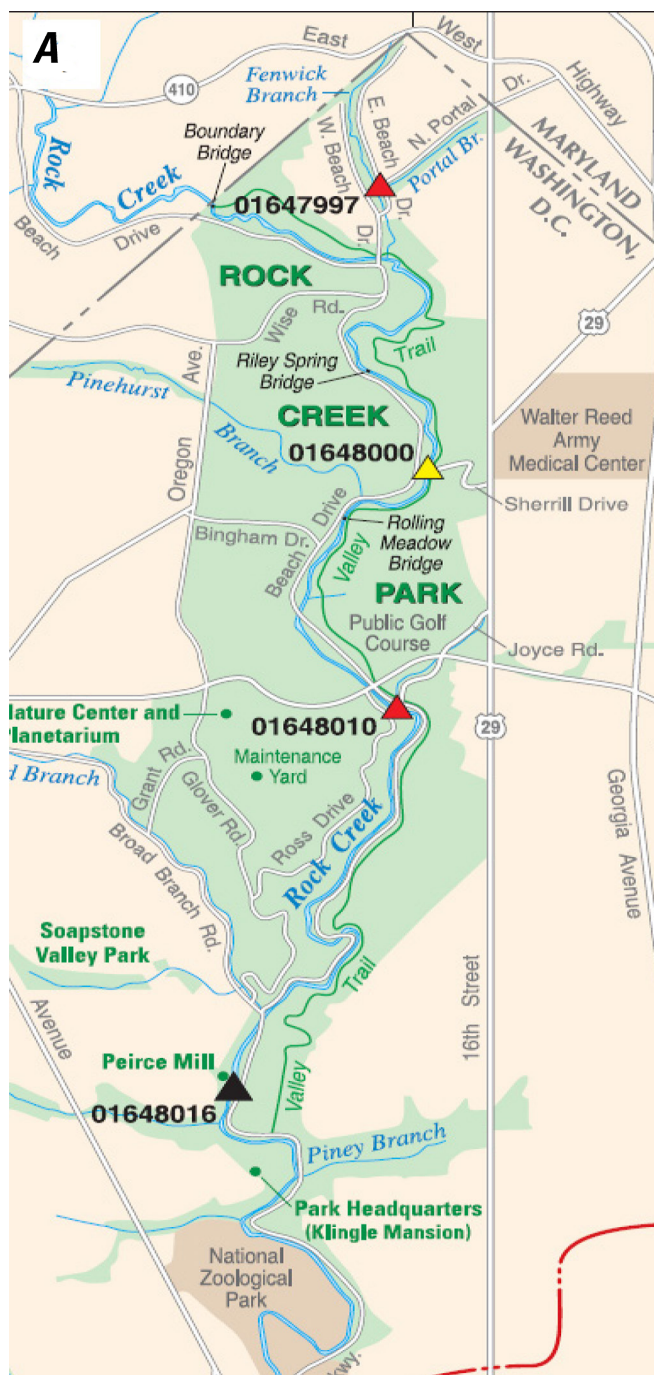 A
East
West
Highway
Fenwick
Branch
410
Boundary
Bridge
W. Beach
Dr.
E. Beach
Dr.
N. Portal
Dr.
Portal Br.
MARYLAND
WASHINGTON,
D.C.
Rock
Creek
Beach
Drive
01647997
ROCK
Wise
Rd.
29
Trail
Riley Spring
Bridge
Pinehurst
Branch
Ave.
Oregon
CREEK
01648000
Walter Reed
Army
Medical Center
Sherrill Drive
Bingham Dr.
Beach
Drive
Rolling
Meadow
Bridge
Valley
PARK
Public Golf
Course
Joyce Rd.
Nature Center and
Planetarium
01648010
29
Maintenance
Yard
d Branch
Grant Rd.
Glover Rd.
Ross Drive
Rock Creek
Georgia
Avenue
Broad Branch Rd.
Soapstone
Valley Park
Trail
16th Street
Avenue
Peirce Mill
01648016
Valley
Piney Branch
Park Headquarters
(Klingle Mansion)
National
Zoological
Park
kwy.